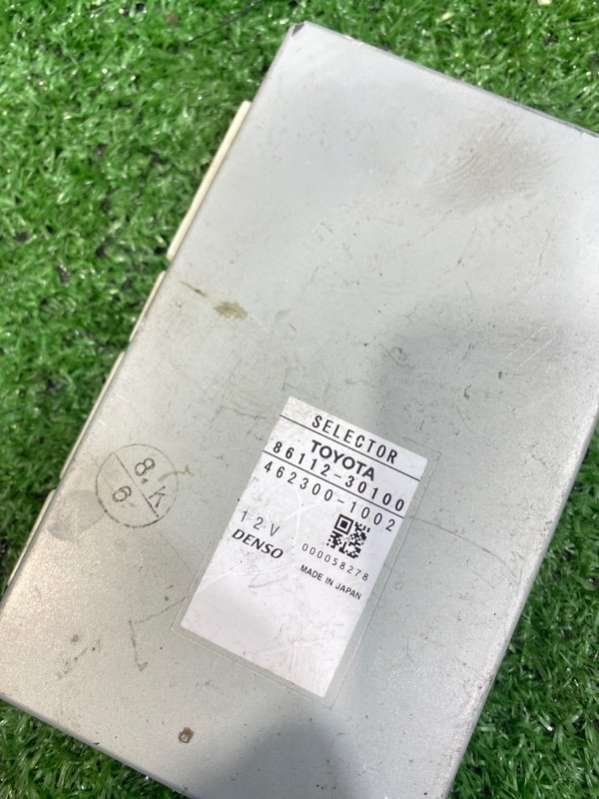 SELECTOR
TOYOTA
86112-30100
462300-1002
12V
DENSO
000058278
MADE IN JAPAN
8.K
6